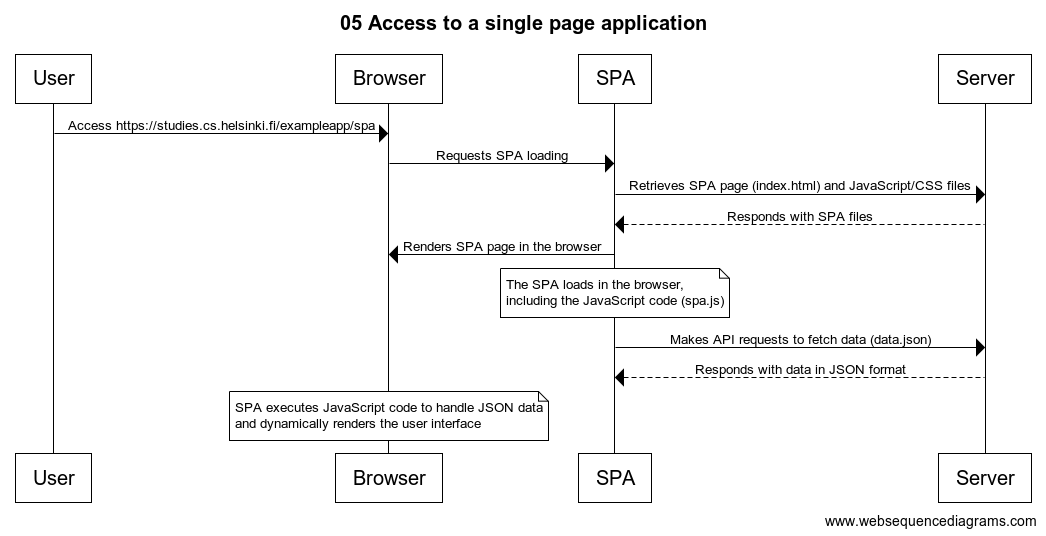 05 Access to a single page application
User
Browser
SPA
Server
Access https://studies.cs.helsinki.fi/exampleapp/spa
Requests SPA loading
Retrieves SPA page (index.html) and JavaScript/CSS files
Responds with SPA files
Renders SPA page in the browser
The SPA loads in the browser,
including the JavaScript code (spa.js)
Makes API requests to fetch data (data.json)
Responds with data in JSON format
SPA executes JavaScript code to handle JSON data
and dynamically renders the user interface
User
Browser
SPA
Server
www.websequencediagrams.com